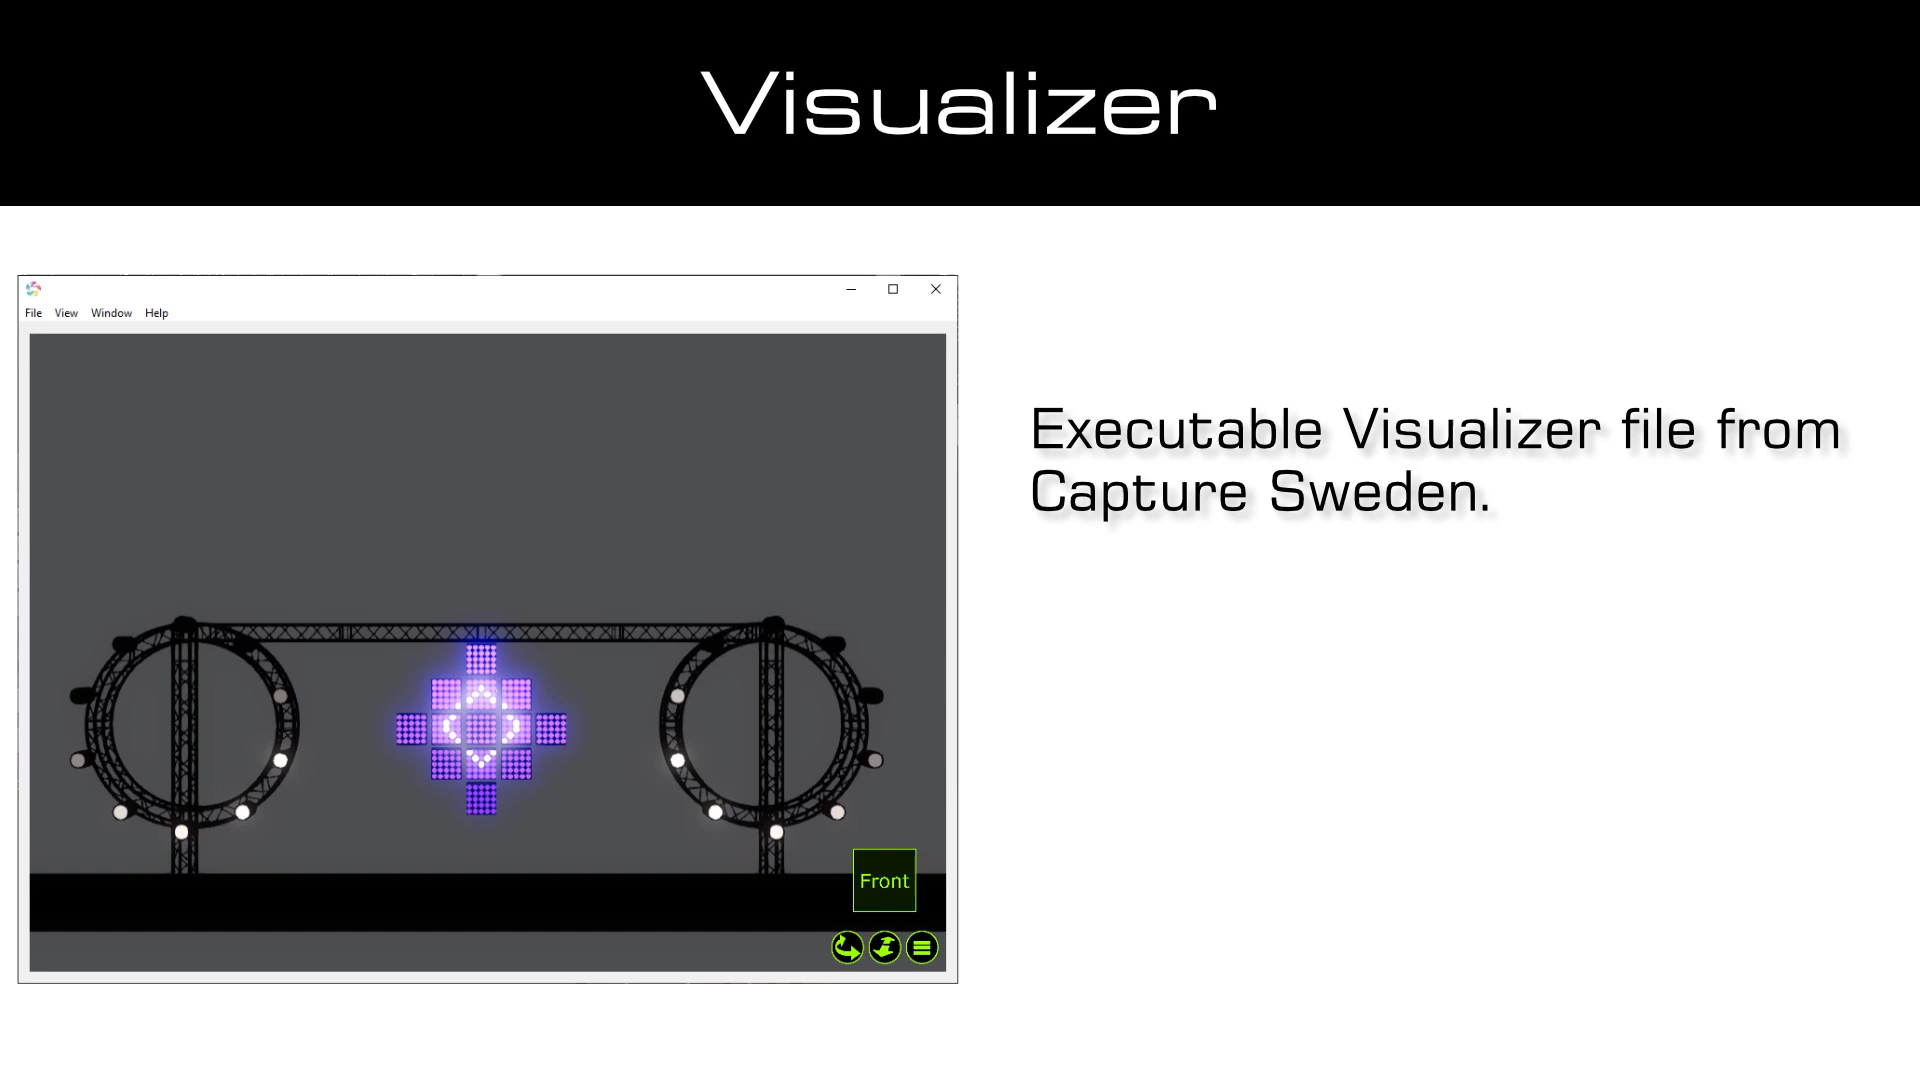 Visualizer
File View Window Help
Executable Visualizer file from
Capture Sweden.
Front